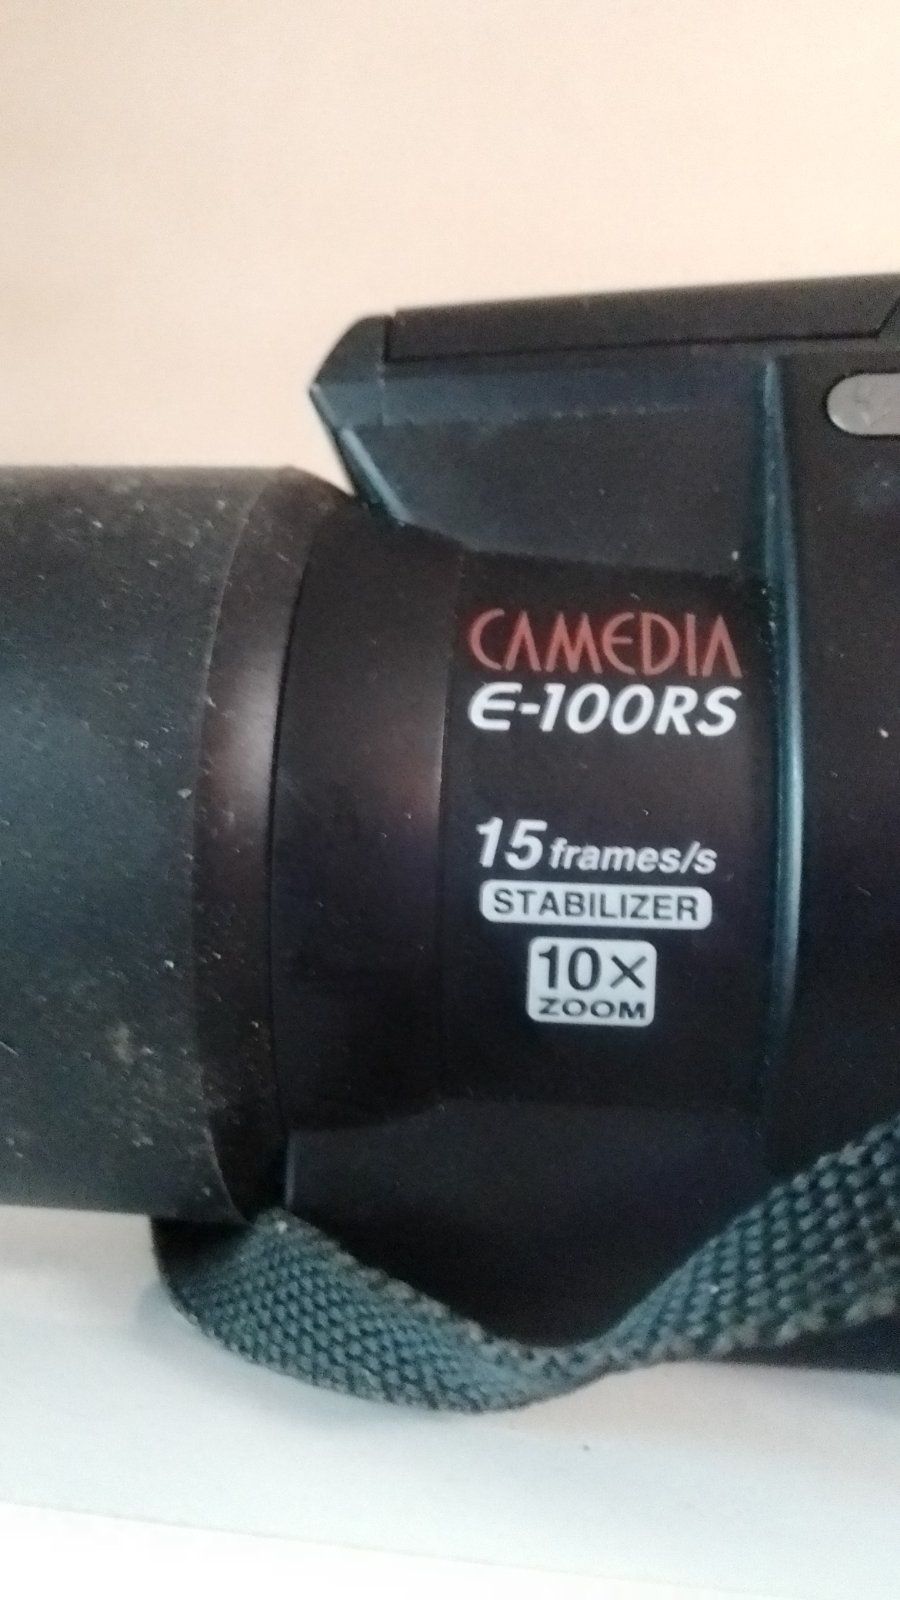 CAMEDIA
E-100RS
15 frames/s
STABILIZER
10×
ZOOM